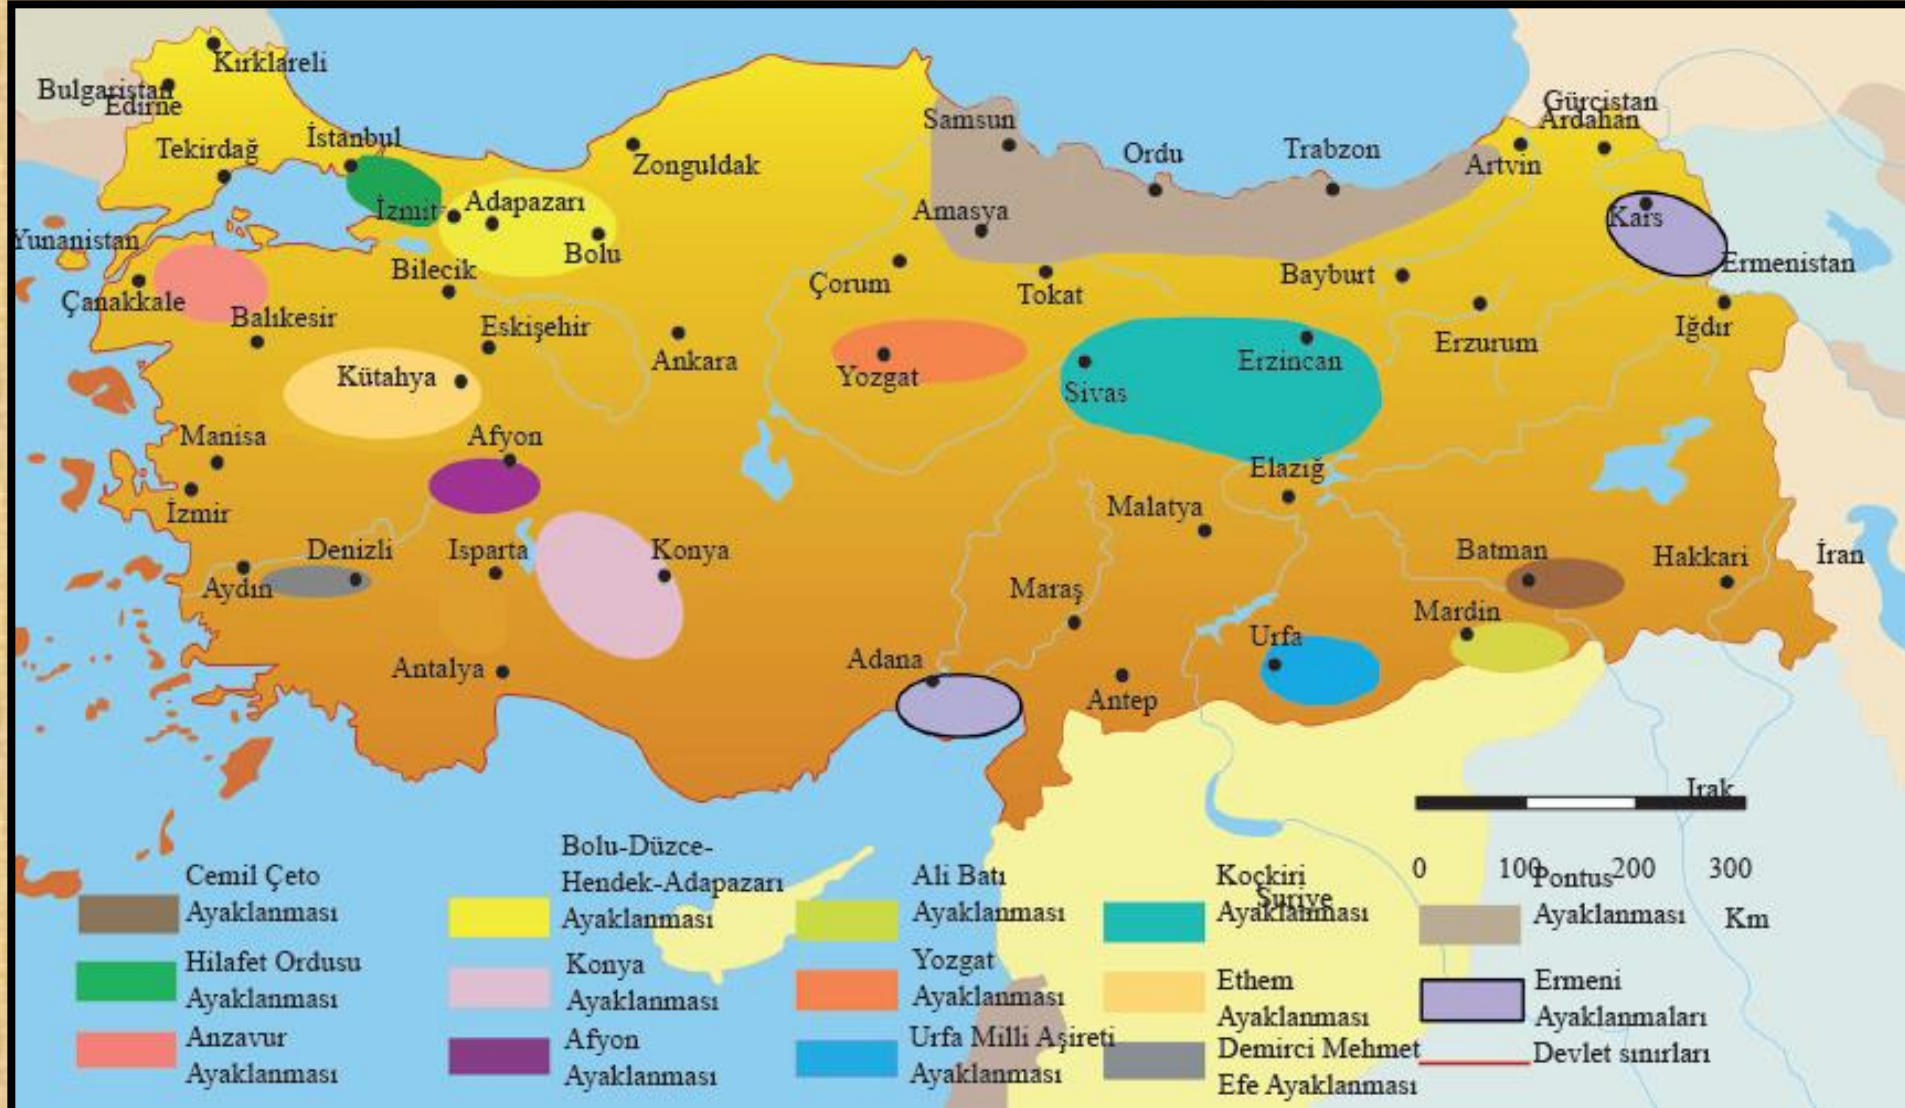 Kırklareli
Bulgaristan
Edirne
Tekirdağ
İstanbul
Zonguldak
Samsun
Ordu
Trabzon
Artvin
Gürcistan
Ardahan
İzmit
Adapazarı
Bolu
Amasya
Kars
Yunanistan
Çanakkale
Bilecik
Çorum
Tokat
Bayburt
Ermenistan
Balıkesir
Eskişehir
Ankara
Yozgat
Sivas
Erzincan
Erzurum
Iğdır
Kütahya
Manisa
Afyon
Elazığ
İzmir
Malatya
Denizli
Isparta
Konya
Batman
Hakkari
İran
Aydın
Maraş
Mardin
Urfa
Antalya
Adana
Antep
Irak
0 100 200 300
Km
Suriye
Cemil Çeto
Ayaklanması
Hilafet Ordusu
Ayaklanması
Anzavur
Ayaklanması
Bolu-Düzce-
Hendek-Adapazarı
Ayaklanması
Konya
Ayaklanması
Afyon
Ayaklanması
Ali Batı
Ayaklanması
Yozgat
Ayaklanması
Urfa Milli Aşireti
Ayaklanması
Koçkiri
Ayaklanması
Ethem
Ayaklanması
Demirci Mehmet
Efe Ayaklanması
Pontus
Ayaklanması
Ermeni
Ayaklanmaları
Devlet sınırları